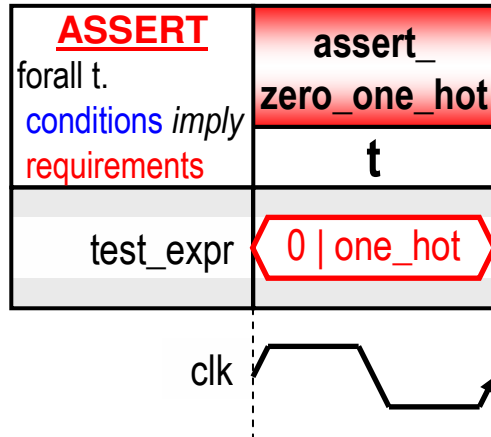 ASSERT
forall t.
conditions imply
requirements
assert_
zero_one_hot
t
test_expr
0 | one_hot
clk